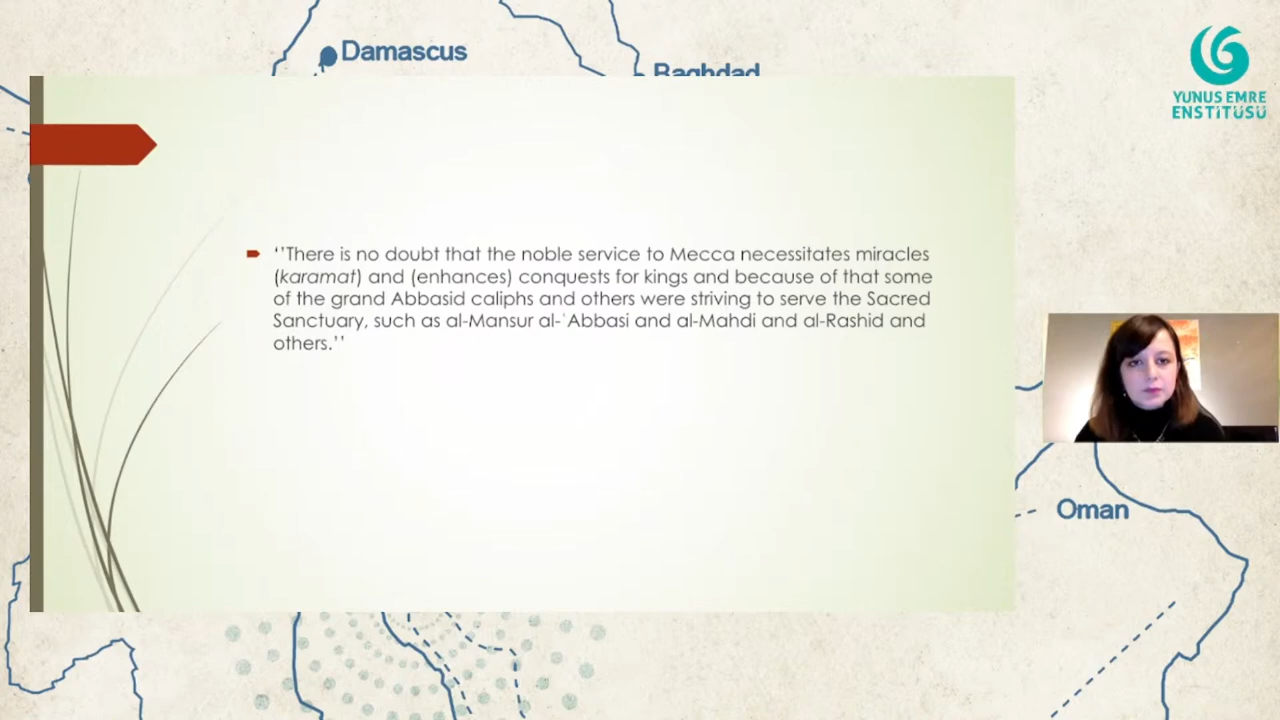 Damascus
Baghdad
YUNUS EMRE
ENSTİTÜSÜ
‘’There is no doubt that the noble service to Mecca necessitates miracles
(karamat) and (enhances) conquests for kings and because of that some
of the grand Abbasid caliphs and others were striving to serve the Sacred
Sanctuary, such as al-Mansur al-ʿAbbasi and al-Mahdi and al-Rashid and
others.’’
Oman